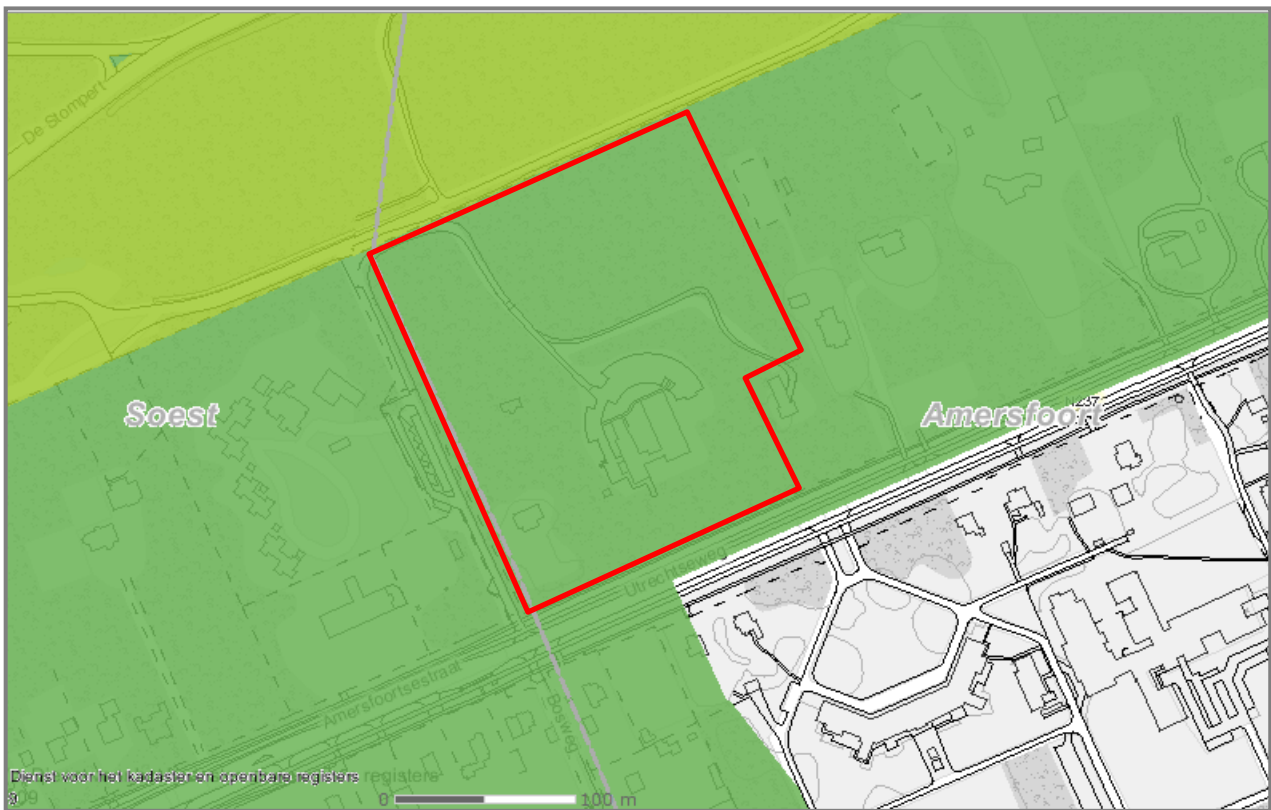 De Stompert
Soest
Amersfoort
N237
Utrechtseweg
Amersfoortsestraat
Bosweg
Dienst voor het kadaster en openbare registers
0 100 m